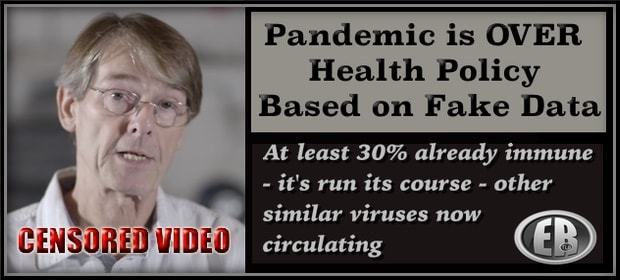 Pandemic is OVER
Health Policy
Based on Fake Data
At least 30% already immune
- it's run its course - other
similar viruses now
circulating
CENSORED VIDEO
EB